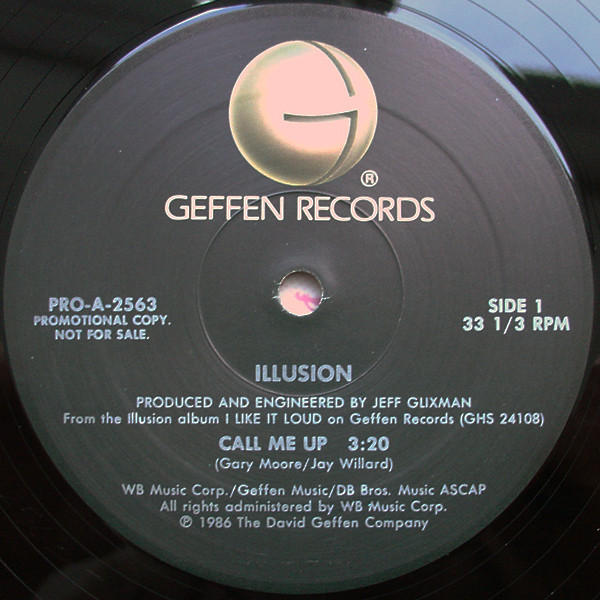 ®
GEFFEN RECORDS
PRO-A-2563
PROMOTIONAL COPY.
NOT FOR SALE.
SIDE 1
33 1/3 RPM
ILLUSION
PRODUCED AND ENGINEERED BY JEFF GLIXMAN
From the Illusion album I LIKE IT LOUD on Geffen Records (GHS 24108)
CALL ME UP 3:20
(Gary Moore/Jay Willard)
WB Music Corp./Geffen Music/DB Bros. Music ASCAP
All rights administered by WB Music Corp.
℗ 1986 The David Geffen Company